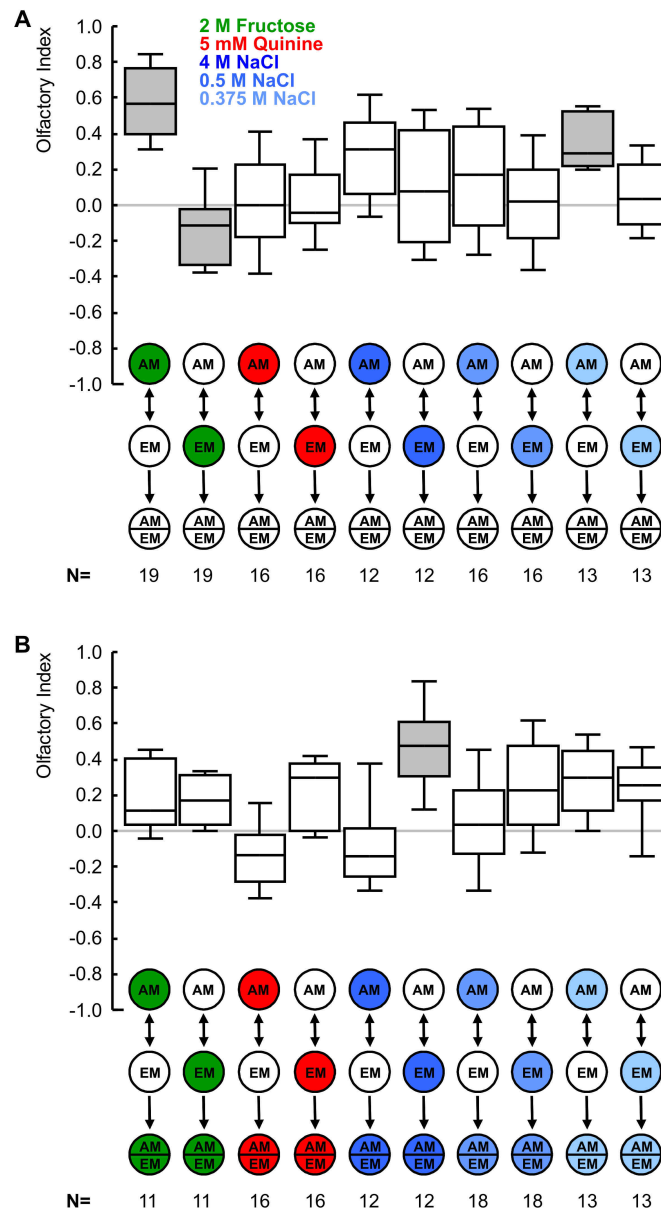 A
2 M Fructose
5 mM Quinine
4 M NaCl
0.5 M NaCl
0.375 M NaCl
Olfactory Index
1.0
0.8
0.6
0.4
0.2
0.0
-0.2
-0.4
-0.6
-0.8
-1.0
AM AM AM AM AM AM AM AM AM AM
EM EM EM EM EM EM EM EM EM EM
AM AM AM AM AM AM AM AM AM AM
EM EM EM EM EM EM EM EM EM EM
N= 19 19 16 16 12 12 16 16 13 13
B
Olfactory Index
1.0
0.8
0.6
0.4
0.2
0.0
-0.2
-0.4
-0.6
-0.8
-1.0
AM AM AM AM AM AM AM AM AM AM
EM EM EM EM EM EM EM EM EM EM
AM AM AM AM AM AM AM AM AM AM
EM EM EM EM EM EM EM EM EM EM
N= 11 11 16 16 12 12 18 18 13 13